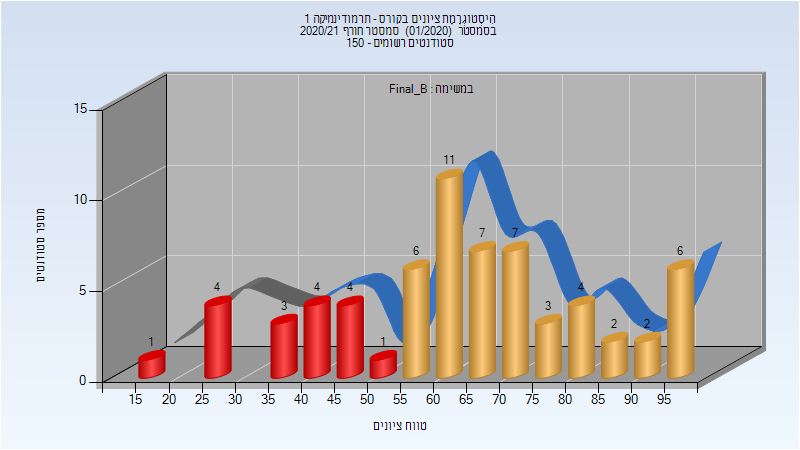 היסטוגרמת ציונים בקורס - תרמודינמיקה 1
בסמסטר (01/2020) סמסטר חורף 2020/21
סטודנטים רשומים - 150
במשימה : Final_B
15
10
5
0
מספר סטודנטים
1
4
3
4
4
1
6
11
7
7
3
4
2
2
6
15 20 25 30 35 40 45 50 55 60 65 70 75 80 85 90 95
טווח ציונים